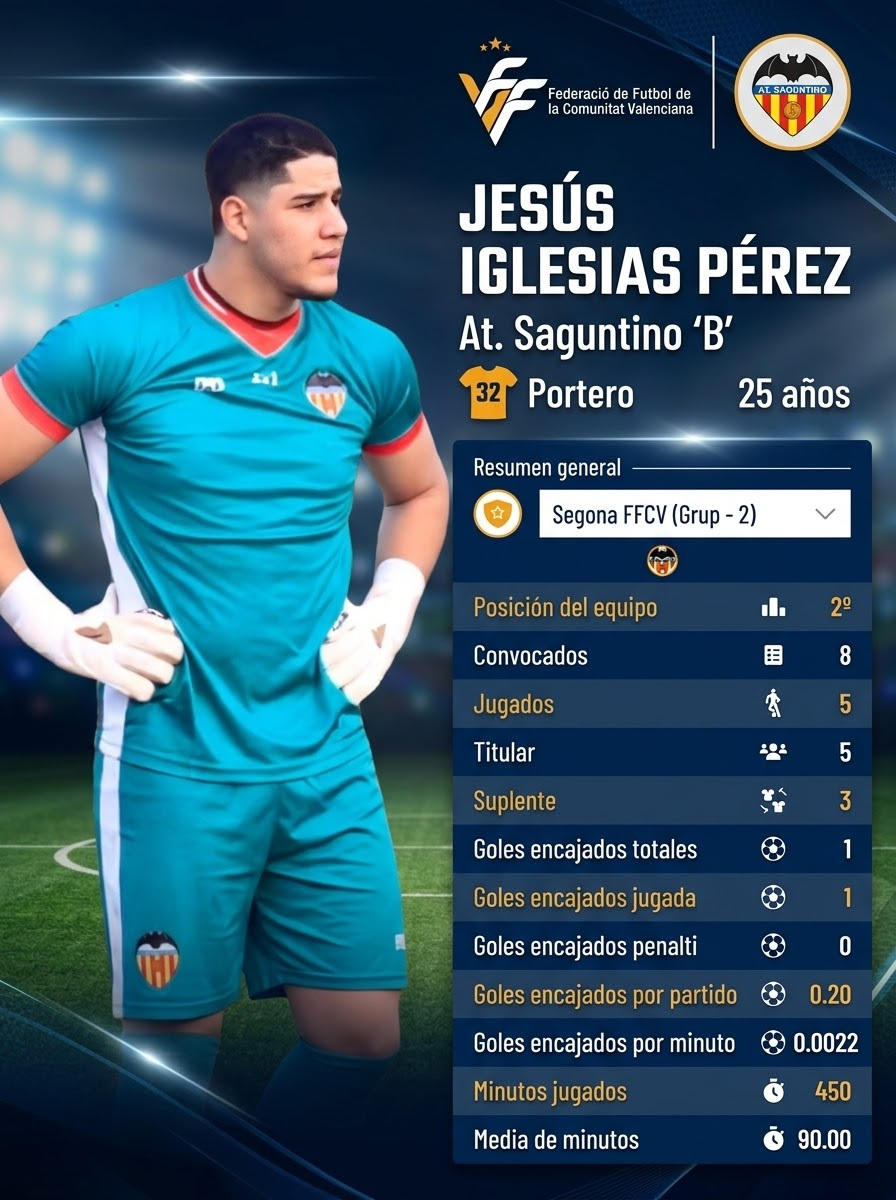 Federació de Futbol de
la Comunitat Valenciana
AT. SAODNTIRO
JESÚS
IGLESIAS PÉREZ
At. Saguntino ‘B’
32 Portero 25 años
Resumen general
Segona FFCV (Grup - 2)
Posición del equipo 2º
Convocados 8
Jugados 5
Titular 5
Suplente 3
Goles encajados totales 1
Goles encajados jugada 1
Goles encajados penalti 0
Goles encajados por partido 0.20
Goles encajados por minuto 0.0022
Minutos jugados 450
Media de minutos 90.00